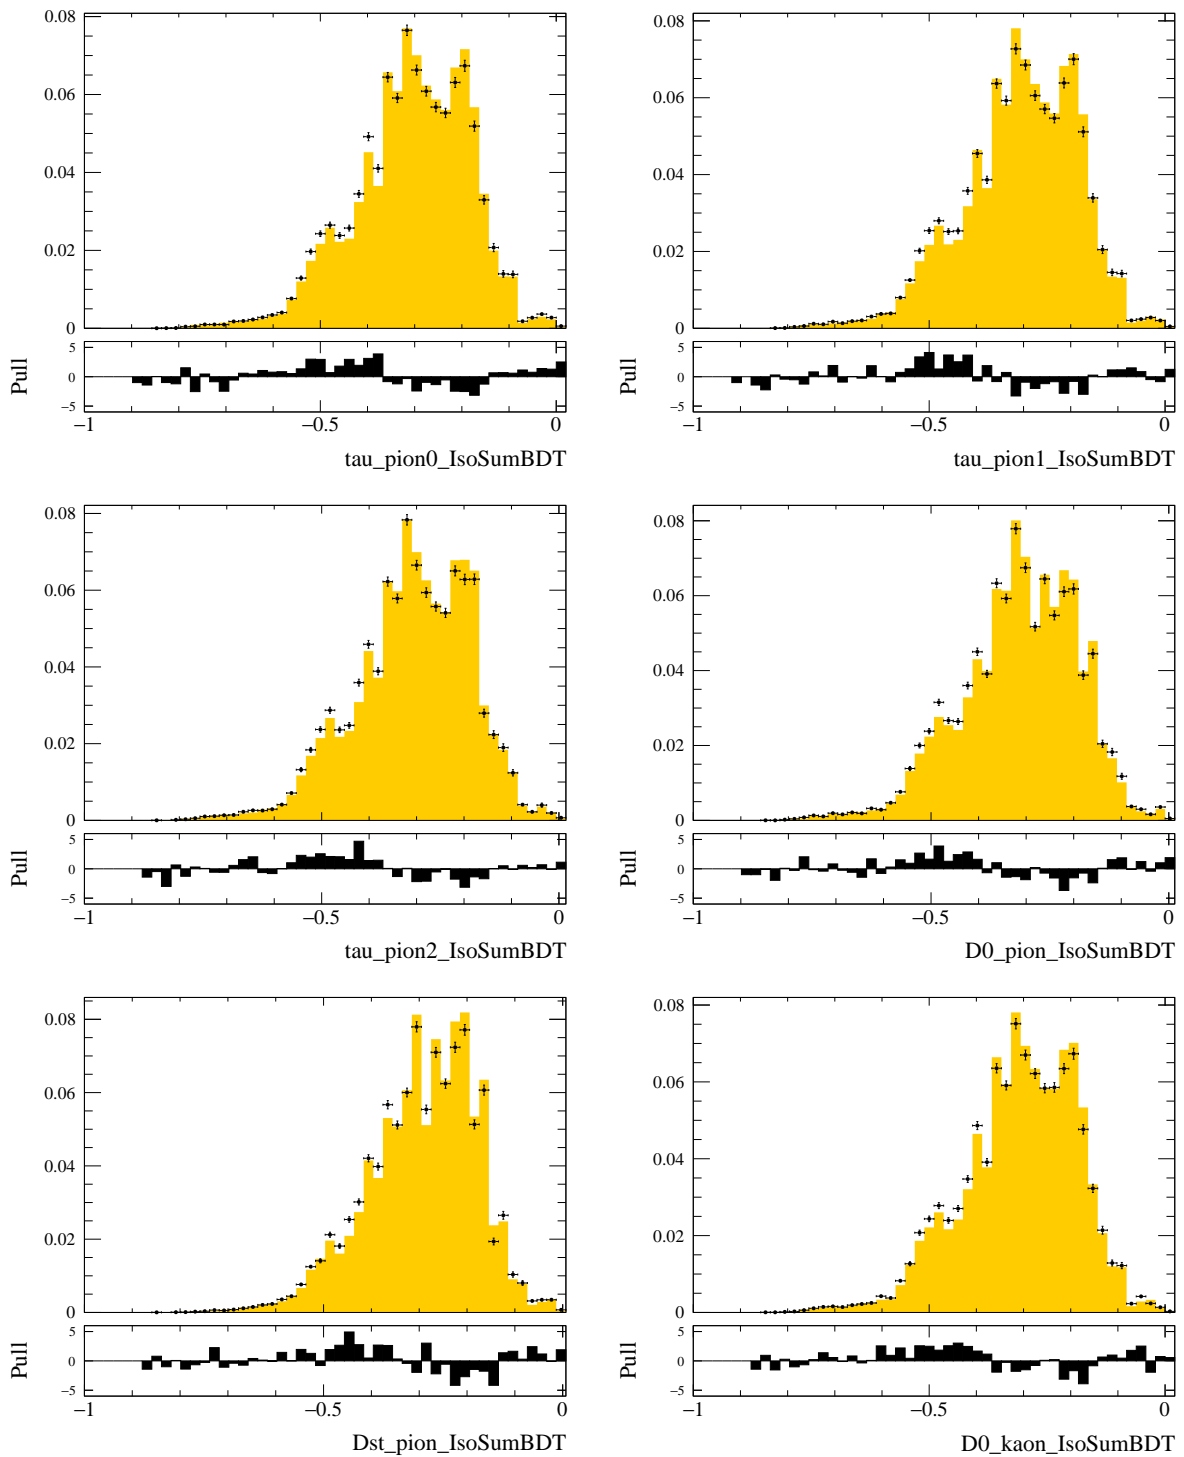 0.08
0.06
0.04
0.02
0
5
0
−5
Pull
−1 −0.5 0
tau_pion0_IsoSumBDT
0.08
0.06
0.04
0.02
0
5
0
−5
Pull
−1 −0.5 0
tau_pion1_IsoSumBDT
0.08
0.06
0.04
0.02
0
5
0
−5
Pull
−1 −0.5 0
tau_pion2_IsoSumBDT
0.08
0.06
0.04
0.02
0
5
0
−5
Pull
−1 −0.5 0
D0_pion_IsoSumBDT
0.08
0.06
0.04
0.02
0
5
0
−5
Pull
−1 −0.5 0
Dst_pion_IsoSumBDT
0.08
0.06
0.04
0.02
0
5
0
−5
Pull
−1 −0.5 0
D0_kaon_IsoSumBDT